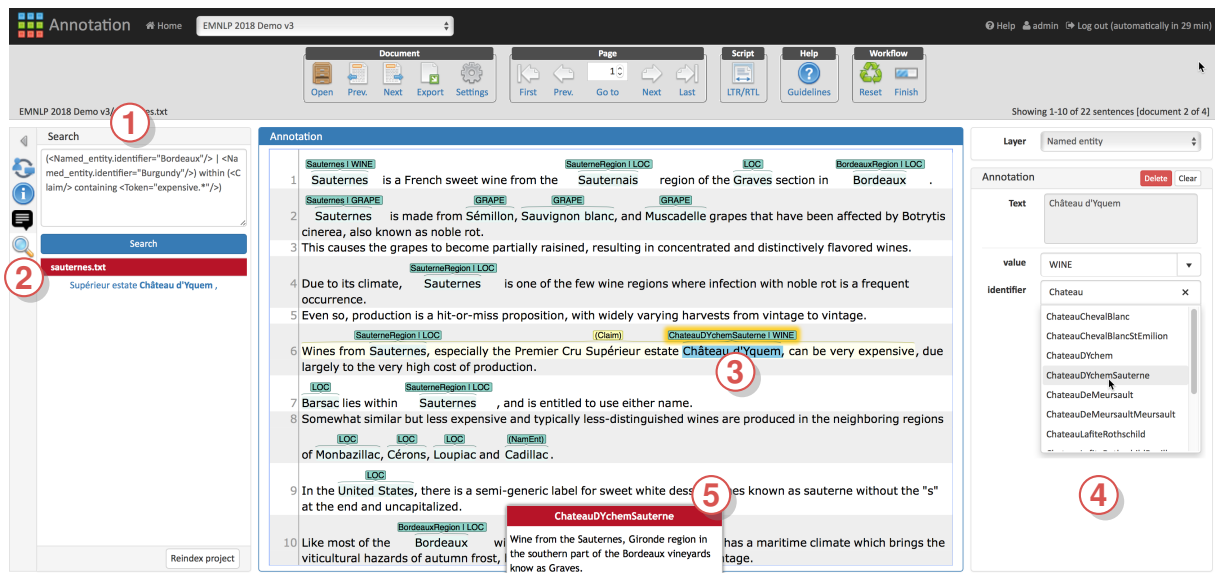 Annotation Home EMNLP 2018 Demo v3 Help admin Log out (automatically in 29 min)
Document Page Script Help Workflow
1
Open Prev. Next Export Settings First Prev. Go to Next Last LTR/RTL Guidelines Reset Finish
EMNLP 2018 Demo v3/ es.txt Showing 1-10 of 22 sentences [document 2 of 4]
1
Search
(<Named_entity.identifier="Bordeaux"/> | <Na
med_entity.identifier="Burgundy"/>) within (<C
laim/> containing <Token="expensive.*"/>)
Search
2
sauternes.txt
Supérieur estate Château d'Yquem ,
Reindex project
Annotation
Sauternes | WINE SauterneRegion | LOC LOC BordeauxRegion | LOC
1 Sauternes is a French sweet wine from the Sauternais region of the Graves section in Bordeaux .
Sauternes | GRAPE GRAPE GRAPE GRAPE
2 Sauternes is made from Sémillon, Sauvignon blanc, and Muscadelle grapes that have been affected by Botrytis
cinerea, also known as noble rot.
3 This causes the grapes to become partially raisined, resulting in concentrated and distinctively flavored wines.
SauterneRegion | LOC
4 Due to its climate, Sauternes is one of the few wine regions where infection with noble rot is a frequent
occurrence.
5 Even so, production is a hit-or-miss proposition, with widely varying harvests from vintage to vintage.
SauterneRegion | LOC (Claim) ChateauDYchemSauterne | WINE
6 Wines from Sauternes, especially the Premier Cru Supérieur estate Château d'Yquem, can be very expensive, due
largely to the very high cost of production.
3
LOC SauterneRegion | LOC
7 Barsac lies within Sauternes , and is entitled to use either name.
8 Somewhat similar but less expensive and typically less-distinguished wines are produced in the neighboring regions
LOC LOC LOC (NamEnt)
of Monbazillac, Cérons, Loupiac and Cadillac .
LOC
9 In the United States, there is a semi-generic label for sweet white dess es known as sauterne without the "s"
at the end and uncapitalized.
5
ChateauDYchemSauterne
Wine from the Sauternes, Gironde region in
the southern part of the Bordeaux vineyards
know as Graves.
BordeauxRegion | LOC
10 Like most of the Bordeaux wi has a maritime climate which brings the
viticultural hazards of autumn frost, tage.
Layer Named entity
Annotation Delete Clear
Text Château d'Yquem
value WINE
identifier Chateau
ChateauChevalBlanc
ChateauChevalBlancStEmilion
ChateauDYchem
ChateauDYchemSauterne
ChateauDeMeursault
ChateauDeMeursaultMeursault
ChateauLafiteRothschild
4